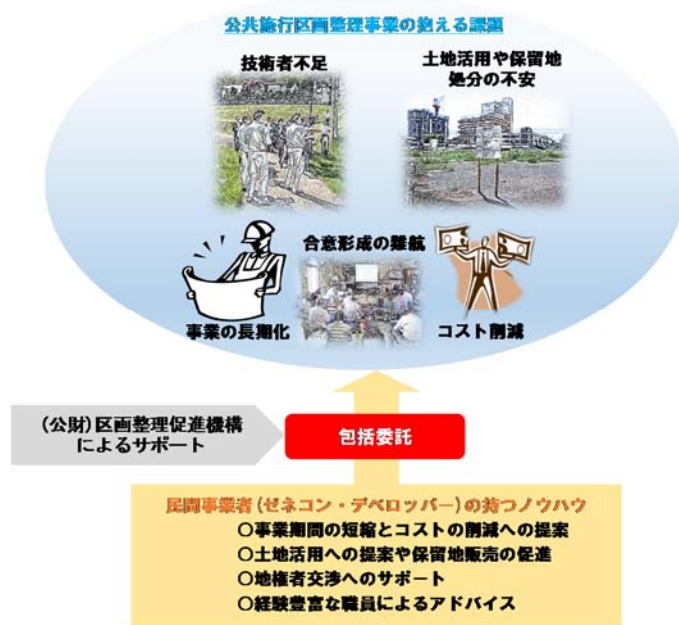 公共施行区画整理事業の抱える課題
技術者不足
土地活用や保留地
処分の不安
合意形成の難航
事業の長期化
コスト削減
(公財)区画整理促進機構
によるサポート
包括委託
民間事業者(ゼネコン・デベロッパー)の持つノウハウ
〇事業期間の短縮とコストの削減への提案
〇土地活用への提案や保留地販売の促進
〇地権者交渉へのサポート
〇経験豊富な職員によるアドバイス